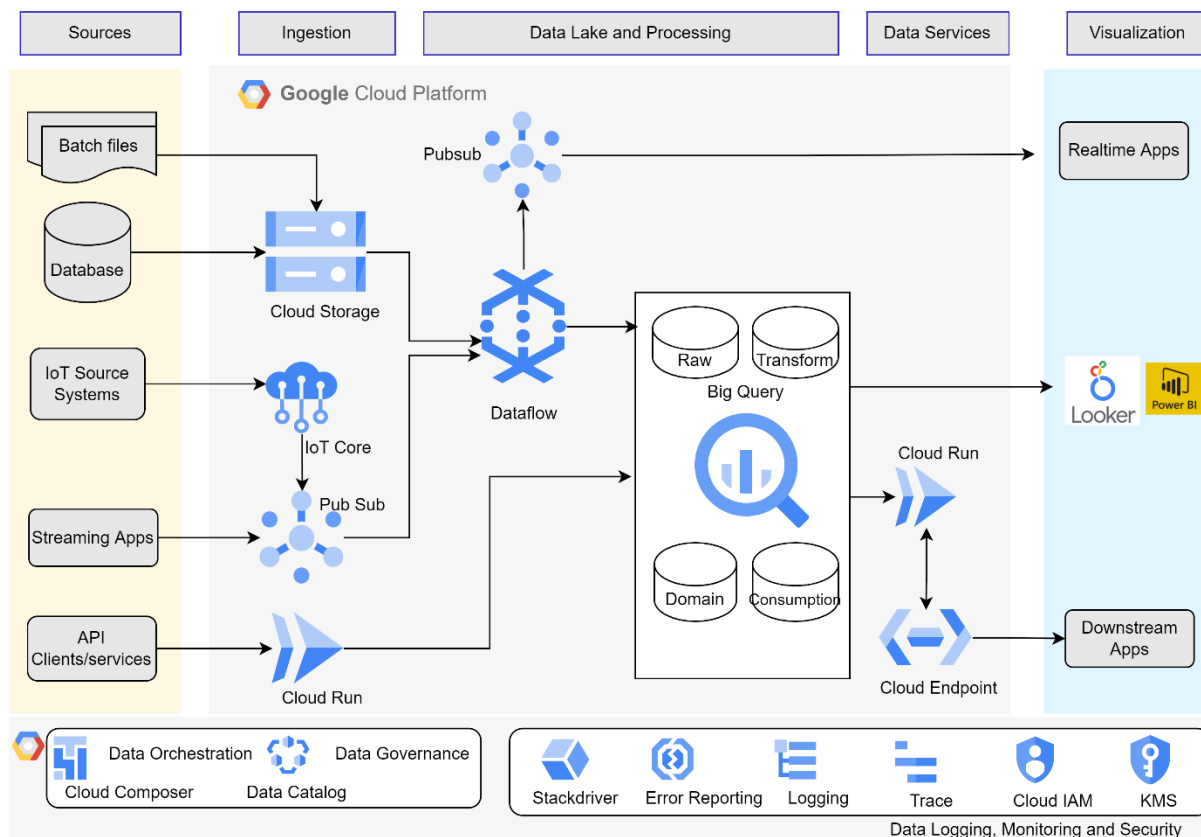 Sources
Ingestion
Data Lake and Processing
Data Services
Visualization
Google Cloud Platform
Batch files
Pubsub
Realtime Apps
Database
Cloud Storage
Raw
Transform
Big Query
IoT Source
Systems
IoT Core
Dataflow
Looker
Power BI
Cloud Run
Pub Sub
Streaming Apps
Domain
Consumption
API
Clients/services
Cloud Run
Cloud Endpoint
Downstream
Apps
Data Orchestration
Cloud Composer
Data Governance
Data Catalog
Stackdriver
Error Reporting
Logging
Trace
Cloud IAM
KMS
Data Logging, Monitoring and Security